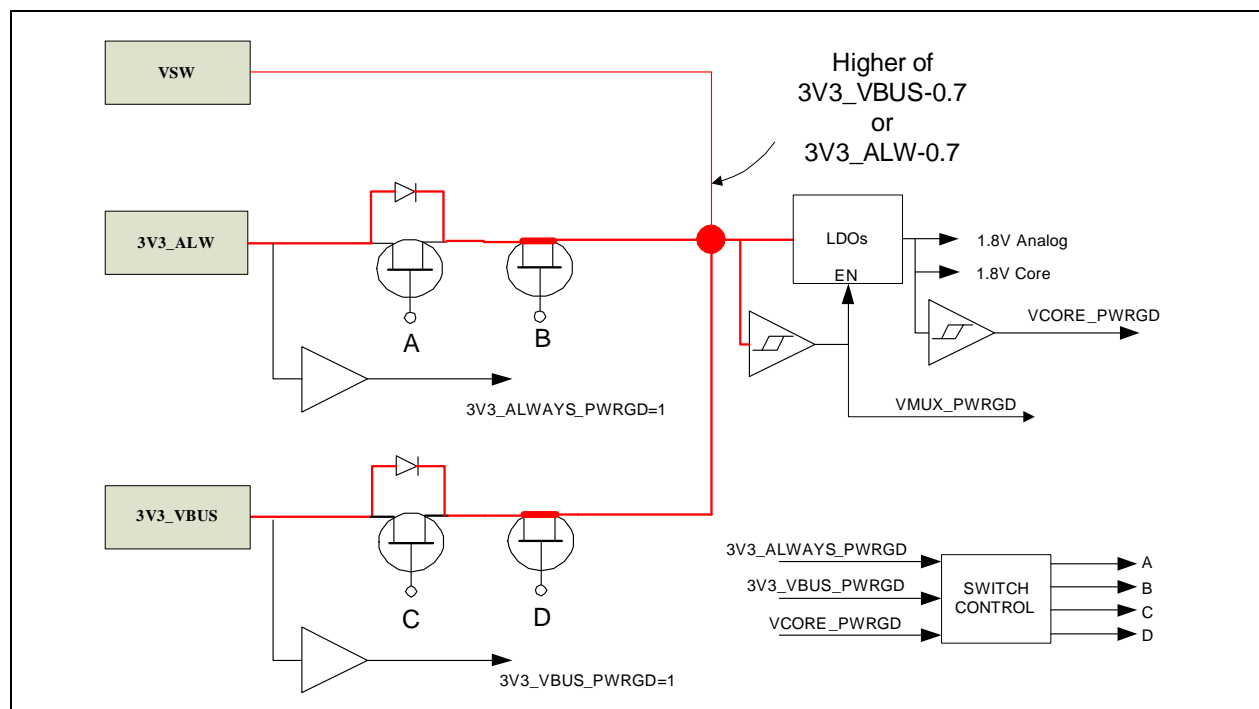 VSW
Higher of
3V3_VBUS-0.7
or
3V3_ALW-0.7
3V3_ALW
LDOs
EN
1.8V Analog
1.8V Core
A
B
VCORE_PWRGD
3V3_ALWAYS_PWRGD=1
VMUX_PWRGD
3V3_VBUS
C
D
3V3_VBUS_PWRGD=1
3V3_ALWAYS_PWRGD
3V3_VBUS_PWRGD
VCORE_PWRGD
SWITCH
CONTROL
A
B
C
D